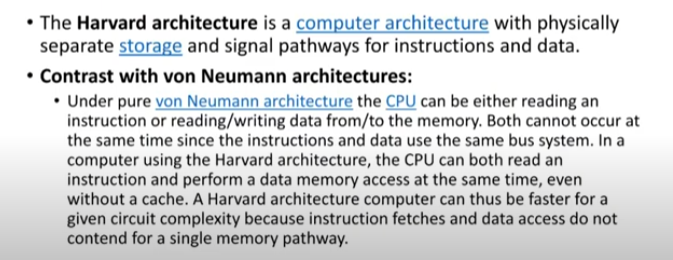 • The Harvard architecture is a computer architecture with physically
separate storage and signal pathways for instructions and data.
• Contrast with von Neumann architectures:
• Under pure von Neumann architecture the CPU can be either reading an
instruction or reading/writing data from/to the memory. Both cannot occur at
the same time since the instructions and data use the same bus system. In a
computer using the Harvard architecture, the CPU can both read an
instruction and perform a data memory access at the same time, even
without a cache. A Harvard architecture computer can thus be faster for a
given circuit complexity because instruction fetches and data access do not
contend for a single memory pathway.